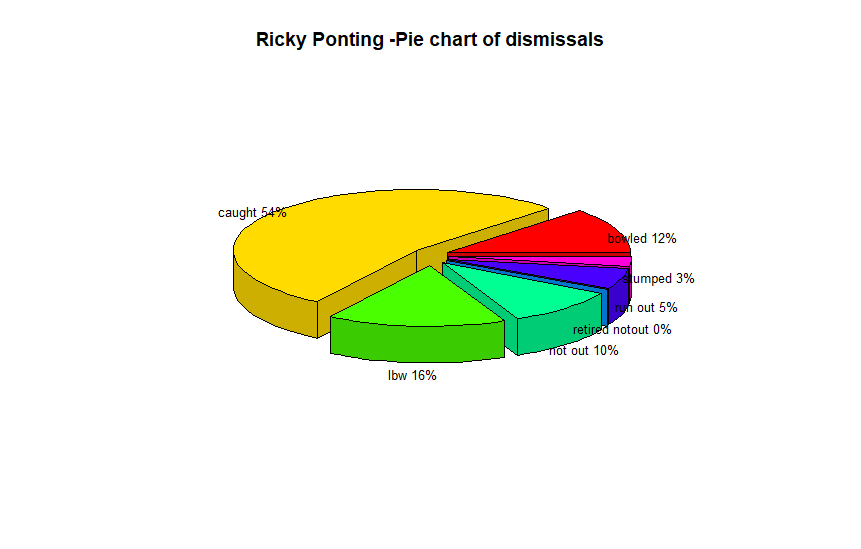 Ricky Ponting -Pie chart of dismissals
caught 54%
bowled 12%
stumped 3%
run out 5%
retired notout 0%
not out 10%
lbw 16%